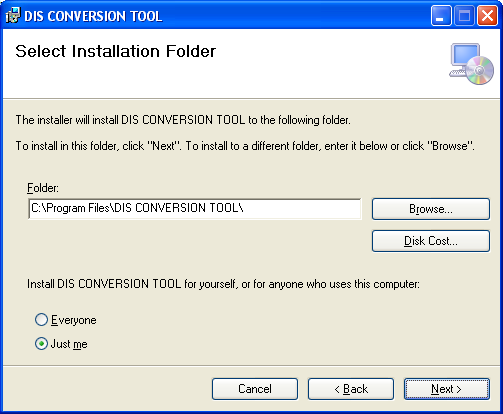 DIS CONVERSION TOOL
Select Installation Folder
The installer will install DIS CONVERSION TOOL to the following folder.
To install in this folder, click "Next". To install to a different folder, enter it below or click "Browse".
Folder:
C:\Program Files\DIS CONVERSION TOOL\
Browse...
Disk Cost...
Install DIS CONVERSION TOOL for yourself, or for anyone who uses this computer:
Everyone
Just me
Cancel
< Back
Next >